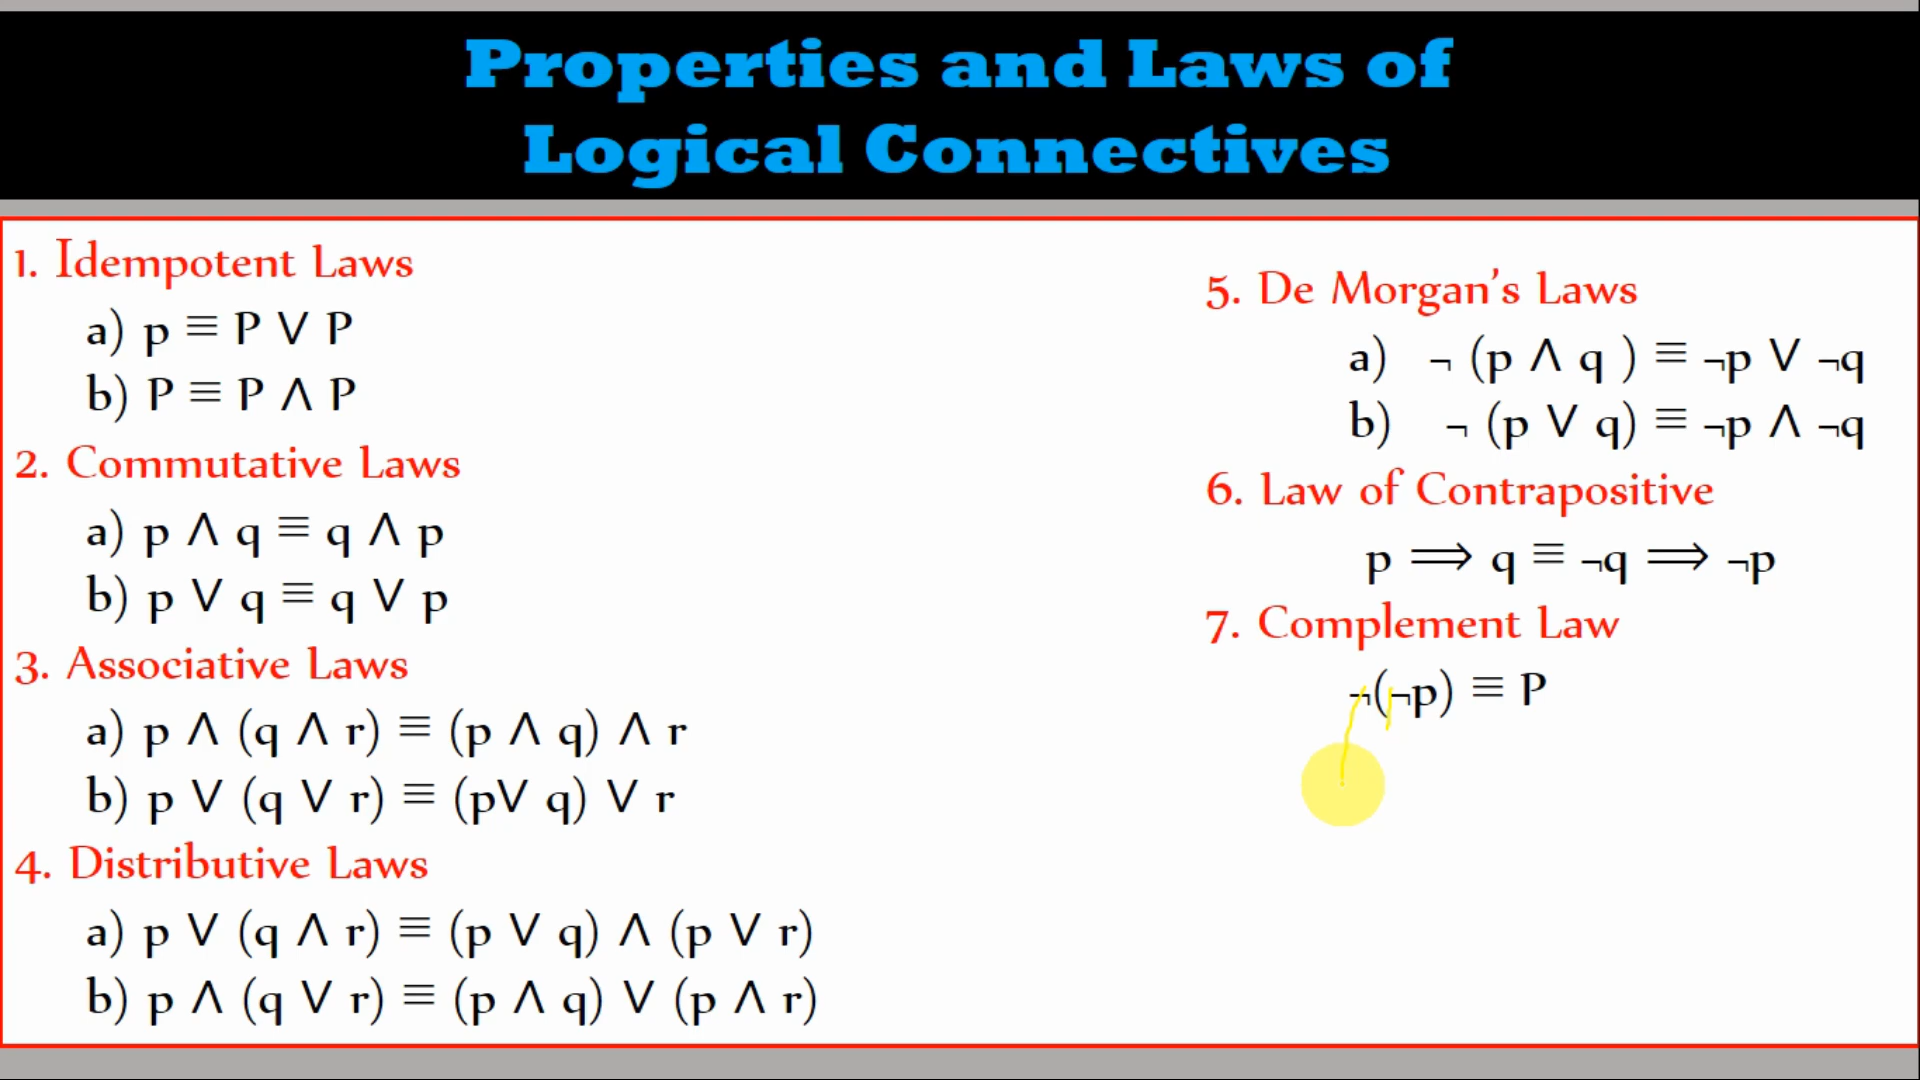 Properties and Laws of
Logical Connectives
1. Idempotent Laws
a) p ≡ P V P
b) P ≡ P Λ P
2. Commutative Laws
a) p Λ q ≡ q Λ p
b) p V q ≡ q V p
3. Associative Laws
a) p Λ (q Λ r) ≡ (p Λ q) Λ r
b) p V (q V r) ≡ (pV q) V r
4. Distributive Laws
a) p V (q Λ r) ≡ (p V q) Λ (p V r)
b) p Λ (q V r) ≡ (p Λ q) V (p Λ r)
5. De Morgan’s Laws
a) ¬ (p Λ q ) ≡ ¬p V ¬q
b) ¬ (p V q) ≡ ¬p Λ ¬q
6. Law of Contrapositive
p ⟹ q ≡ ¬q ⟹ ¬p
7. Complement Law
¬(¬p) ≡ P